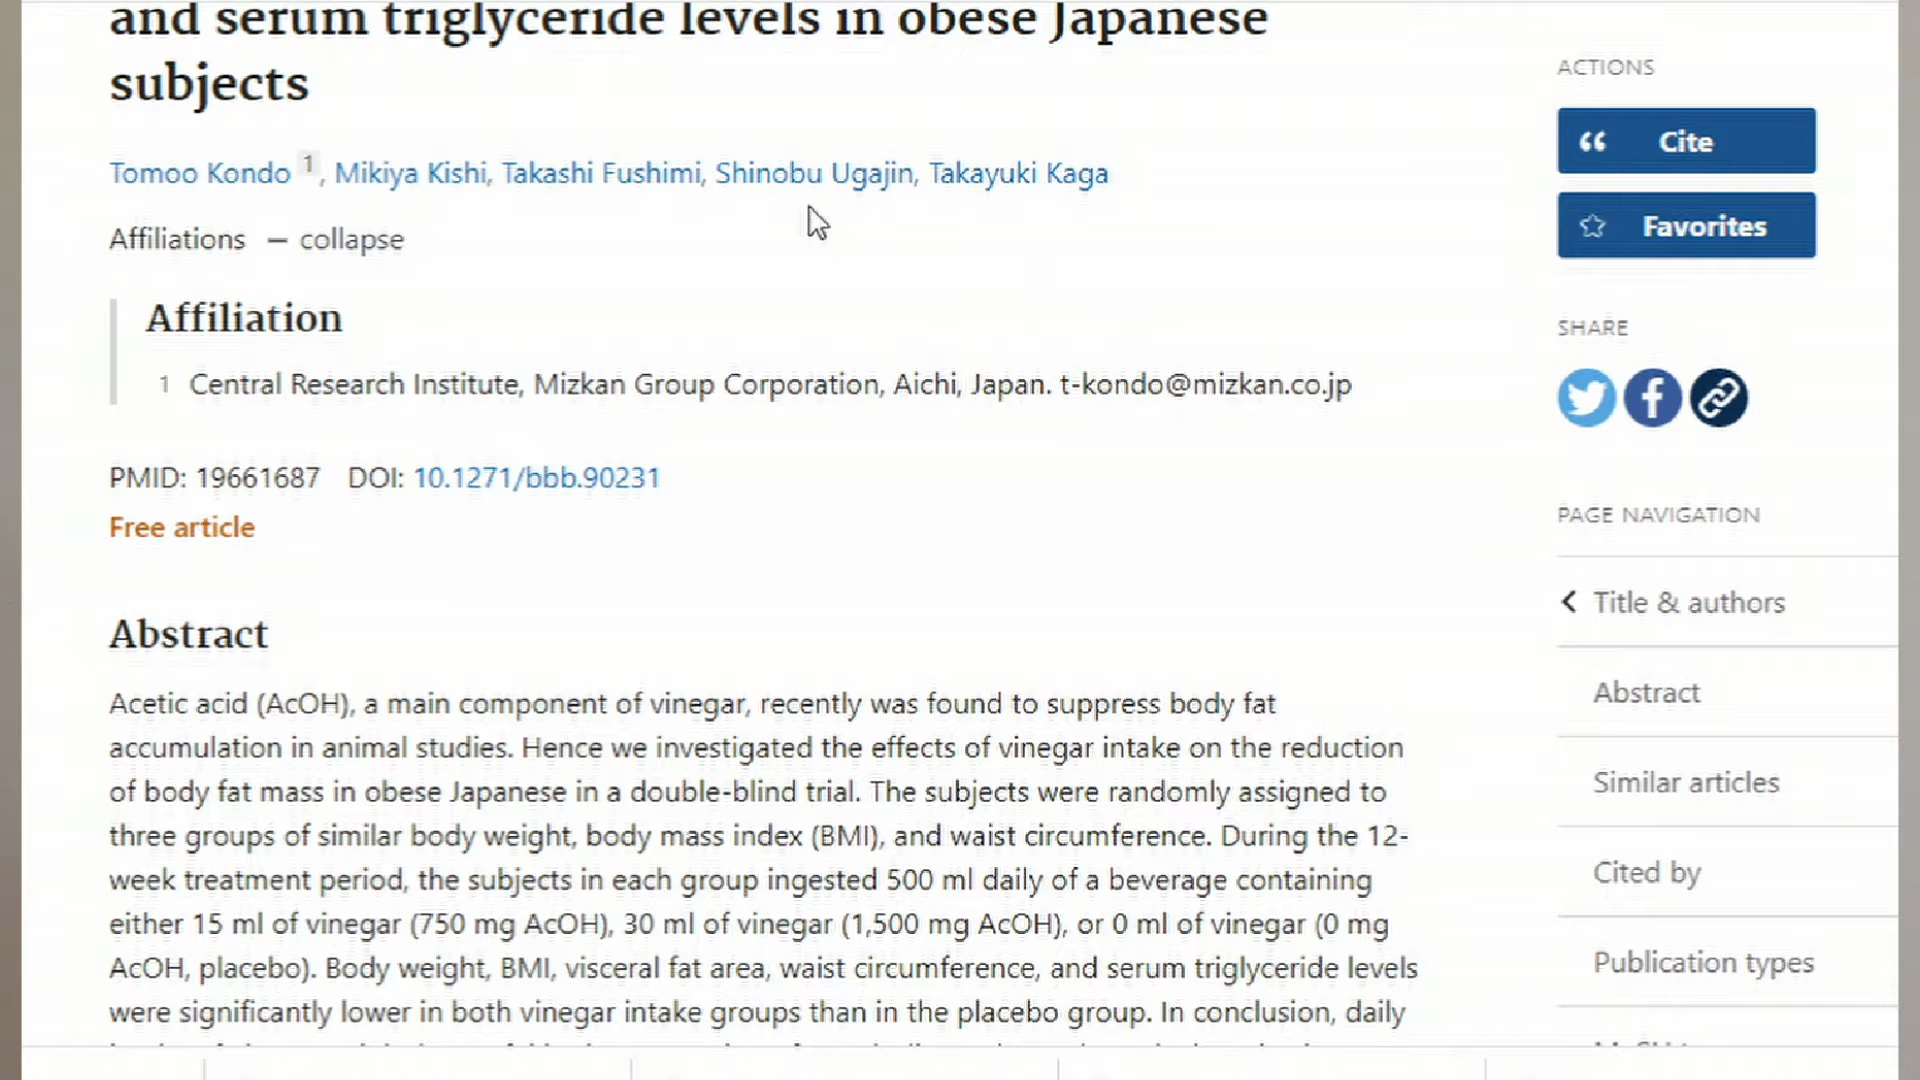 and serum triglyceride levels in obese Japanese
subjects
Tomoo Kondo 1, Mikiya Kishi, Takashi Fushimi, Shinobu Ugajin, Takayuki Kaga
Affiliations — collapse
Affiliation
1 Central Research Institute, Mizkan Group Corporation, Aichi, Japan. t-kondo@mizkan.co.jp
PMID: 19661687 DOI: 10.1271/bbb.90231
Free article
Abstract
Acetic acid (AcOH), a main component of vinegar, recently was found to suppress body fat
accumulation in animal studies. Hence we investigated the effects of vinegar intake on the reduction
of body fat mass in obese Japanese in a double-blind trial. The subjects were randomly assigned to
three groups of similar body weight, body mass index (BMI), and waist circumference. During the 12-
week treatment period, the subjects in each group ingested 500 ml daily of a beverage containing
either 15 ml of vinegar (750 mg AcOH), 30 ml of vinegar (1,500 mg AcOH), or 0 ml of vinegar (0 mg
AcOH, placebo). Body weight, BMI, visceral fat area, waist circumference, and serum triglyceride levels
were significantly lower in both vinegar intake groups than in the placebo group. In conclusion, daily
ACTIONS
Cite
Favorites
SHARE
PAGE NAVIGATION
Title & authors
Abstract
Similar articles
Cited by
Publication types